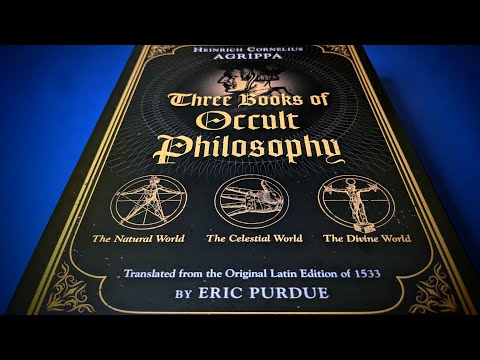 HEINRICH CORNELIUS
AGRIPPA
Three Books of
Occult
Philosophy
The Natural World
The Celestial World
The Divine World
Translated from the Original Latin Edition of 1533
BY ERIC PURDUE